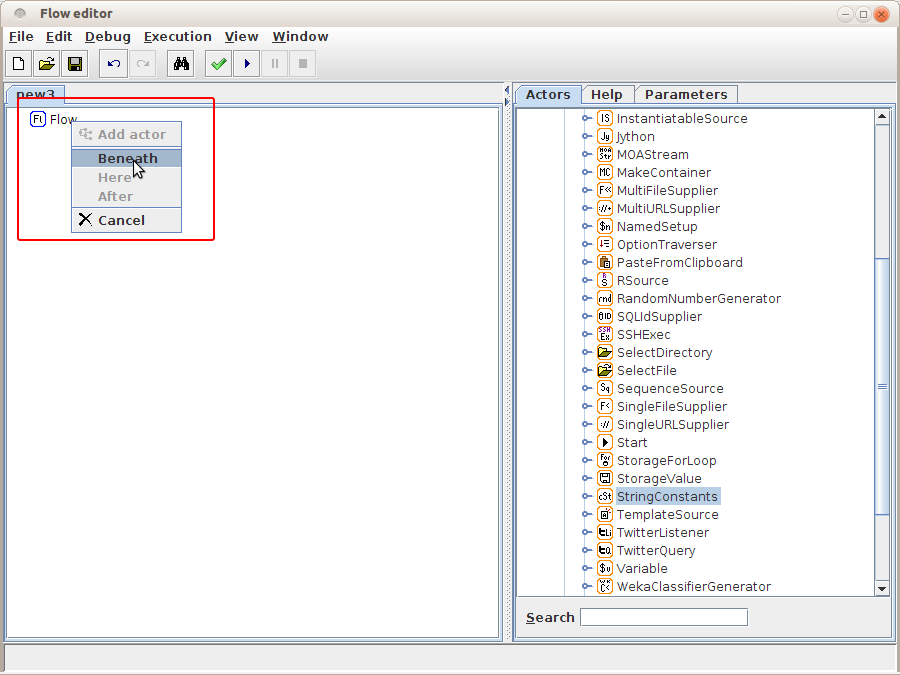 Flow editor
File Edit Debug Execution View Window
new3
Flow
Add actor
Beneath
Here
After
Cancel
Actors Help Parameters
InstantiatableSource
Jython
MOAStream
MakeContainer
MultiFileSupplier
MultiURLSupplier
NamedSetup
OptionTraverser
PasteFromClipboard
RSource
RandomNumberGenerator
SQLIdSupplier
SSHExec
SelectDirectory
SelectFile
SequenceSource
SingleFileSupplier
SingleURLSupplier
Start
StorageForLoop
StorageValue
StringConstants
TemplateSource
TwitterListener
TwitterQuery
Variable
WekaClassifierGenerator
Search